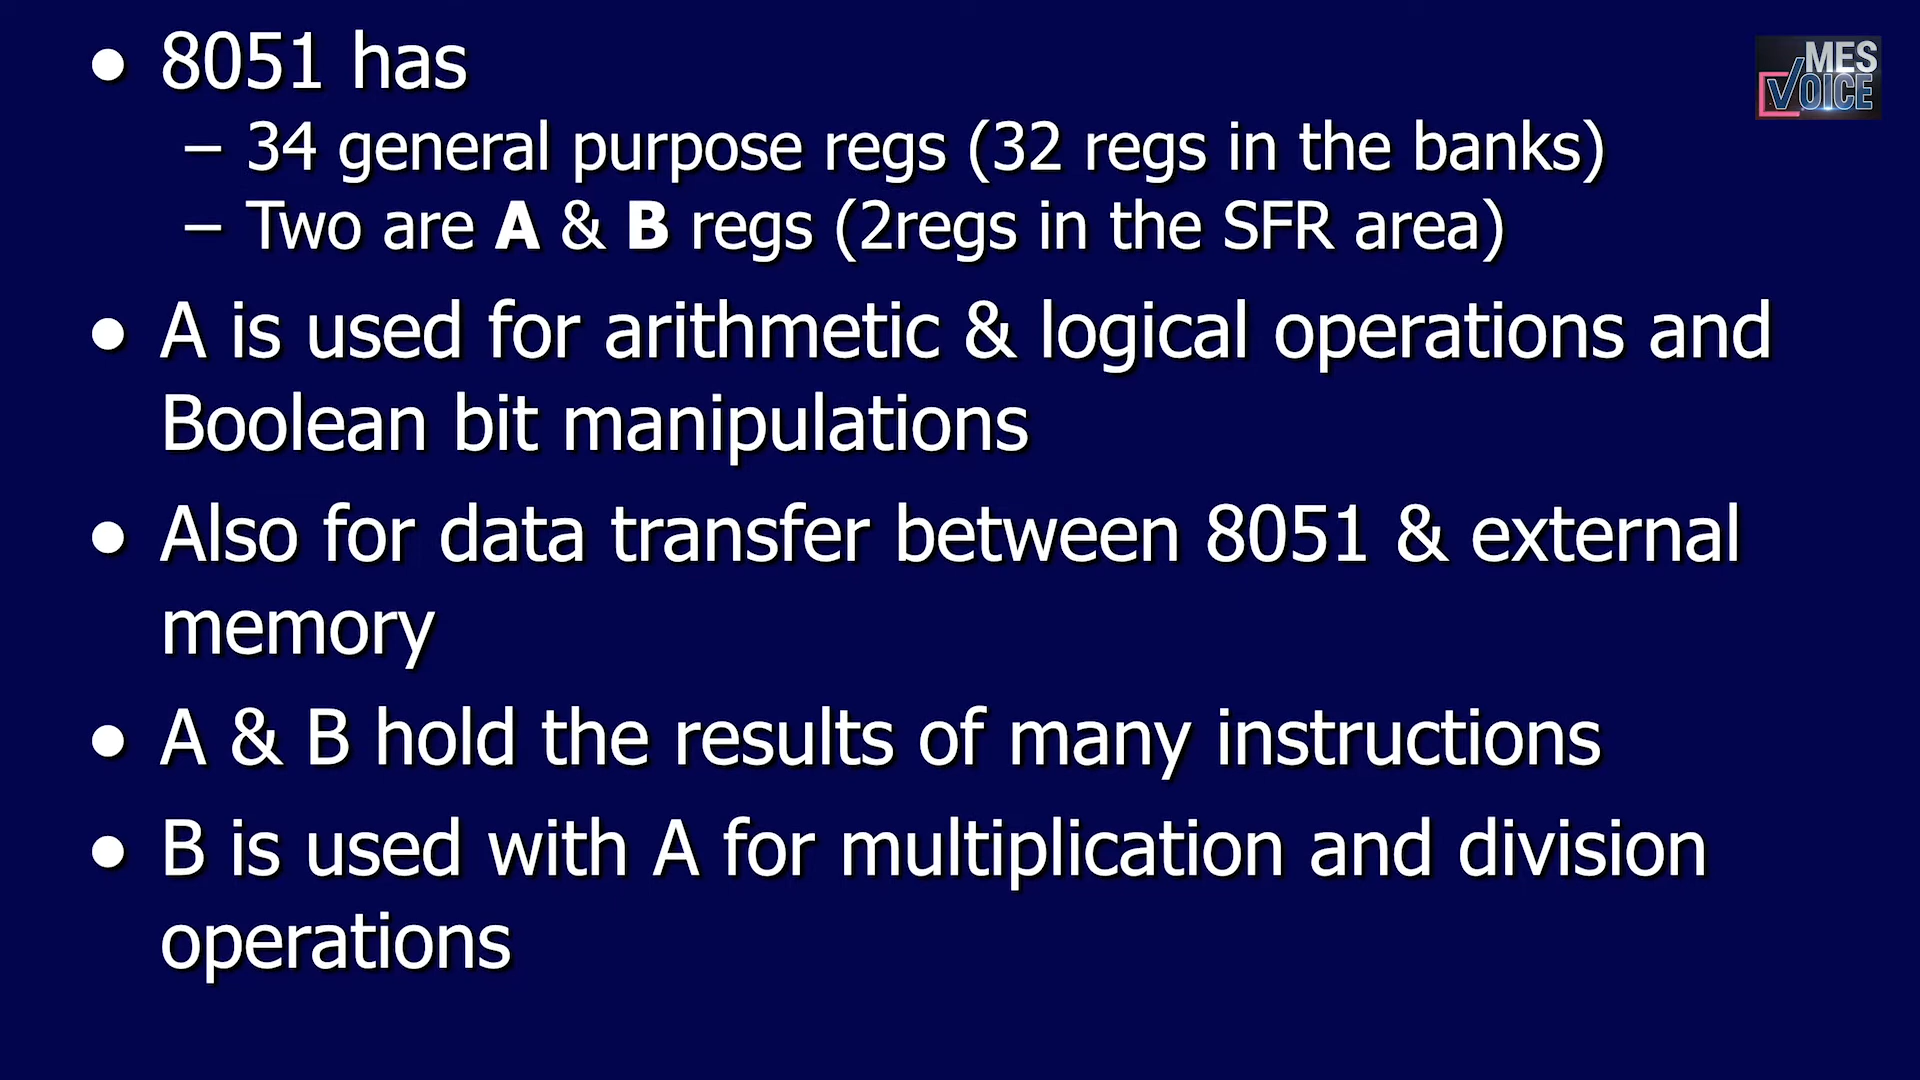 ● 8051 has
– 34 general purpose regs (32 regs in the banks)
– Two are A & B regs (2regs in the SFR area)
● A is used for arithmetic & logical operations and
Boolean bit manipulations
● Also for data transfer between 8051 & external
memory
● A & B hold the results of many instructions
● B is used with A for multiplication and division
operations
MES
VOICE